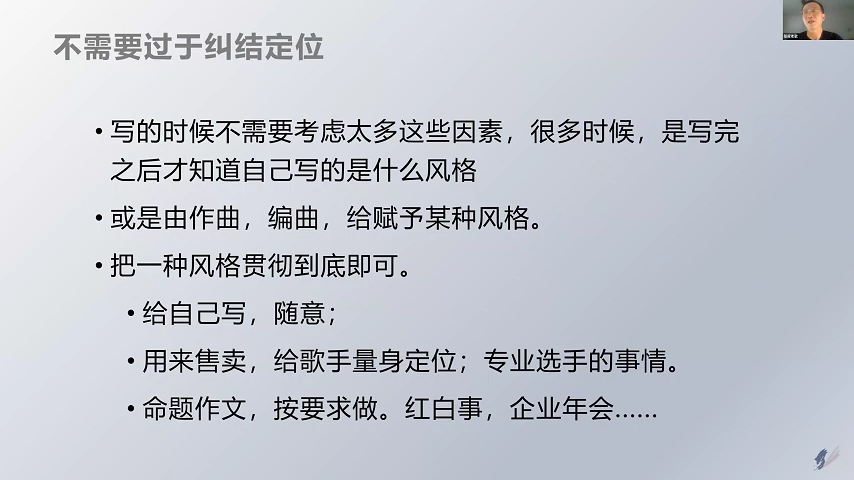 不需要过于纠结定位
• 写的时候不需要考虑太多这些因素，很多时候，是写完
之后才知道自己写的是什么风格
• 或是由作曲，编曲，给赋予某种风格。
• 把一种风格贯彻到底即可。
• 给自己写，随意；
• 用来售卖，给歌手量身定位；专业选手的事情。
• 命题作文，按要求做。红白事，企业年会……